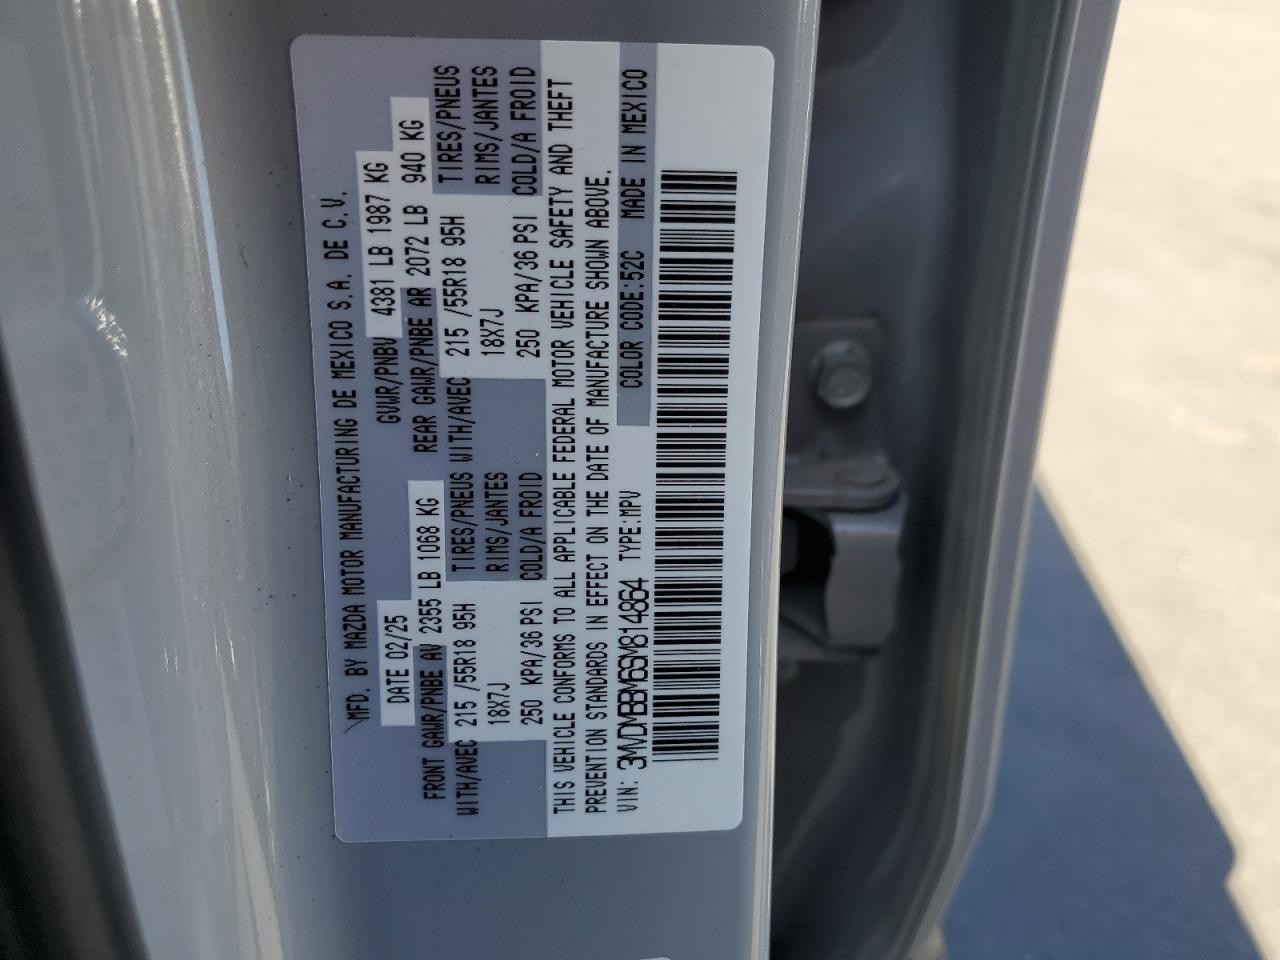 MFD. BY MAZDA MOTOR MANUFACTURING DE MEXICO S.A. DE C.V.
DATE 02/25 GVWR/PNBV 4381 LB 1987 KG
FRONT GAWR/PNBE AV 2355 LB 1068 KG REAR GAWR/PNBE AR 2072 LB 940 KG
WITH/AVEC 215 /55R18 95H TIRES/PNEUS WITH/AVEC 215 /55R18 95H TIRES/PNEUS
18X7J RIMS/JANTES 18X7J RIMS/JANTES
250 KPA/36 PSI COLD/A FROID 250 KPA/36 PSI COLD/A FROID
THIS VEHICLE CONFORMS TO ALL APPLICABLE FEDERAL MOTOR VEHICLE SAFETY AND THEFT
PREVENTION STANDARDS IN EFFECT ON THE DATE OF MANUFACTURE SHOWN ABOVE.
VIN: 3MVDMBBM6SM814864 TYPE:MPV COLOR CODE:52C MADE IN MEXICO